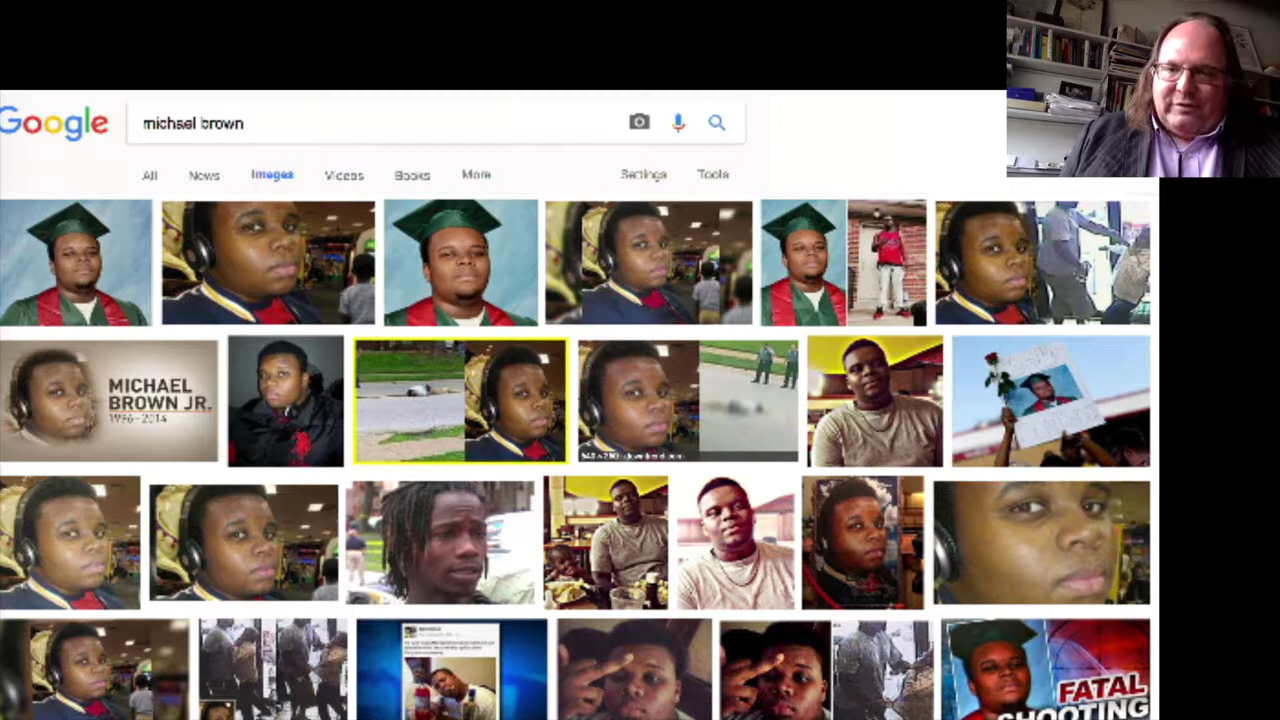 Google
michael brown
All News Images Videos Books More Settings Tools
MICHAEL
BROWN JR.
1996-2014
FATAL
SHOOTING